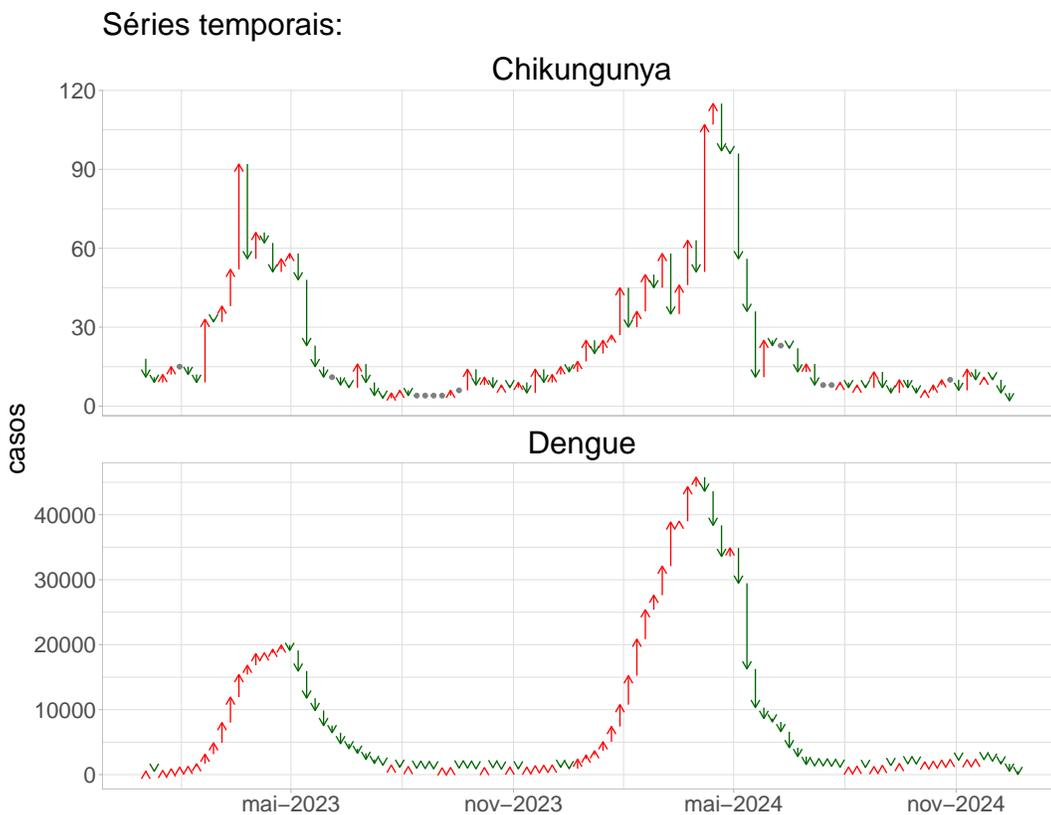 Séries temporais:
Chikungunya
120
90
60
30
0
casos
Dengue
40000
30000
20000
10000
0
mai–2023
nov–2023
mai–2024
nov–2024